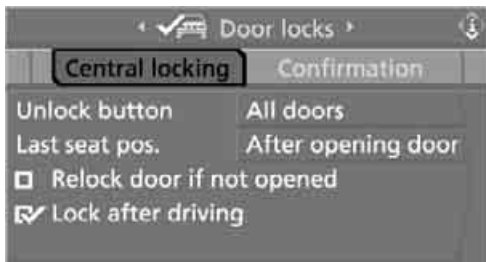 Door locks
Central locking Confirmation
Unlock button All doors
Last seat pos. After opening door
Relock door if not opened
Lock after driving